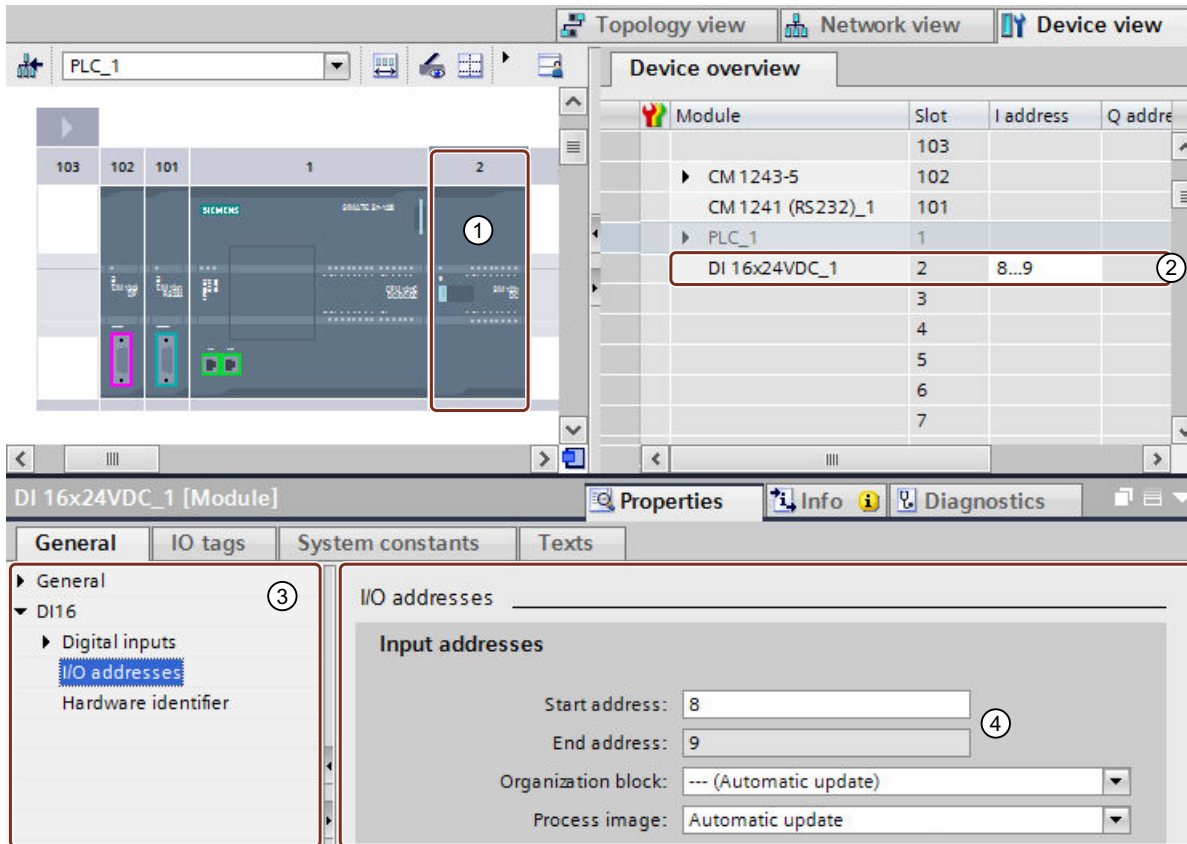 Topology view Network view Device view
PLC_1
Device overview
Module Slot I address Q addre
103
CM 1243-5 102
CM 1241 (RS232)_1 101
PLC_1 1
DI 16x24VDC_1 2 8...9
3
4
5
6
7
103 102 101 1 2
SIEMENS
1
2
DI 16x24VDC_1 [Module]
Properties Info Diagnostics
General IO tags System constants Texts
General
DI16
Digital inputs
I/O addresses
Hardware identifier
3
I/O addresses
Input addresses
Start address: 8
End address: 9
Organization block: --- (Automatic update)
Process image: Automatic update
4